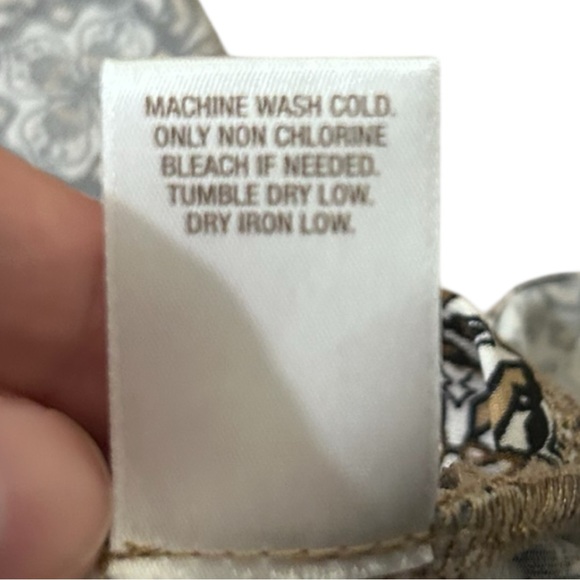 MACHINE WASH COLD.
ONLY NON CHLORINE
BLEACH IF NEEDED.
TUMBLE DRY LOW.
DRY IRON LOW.